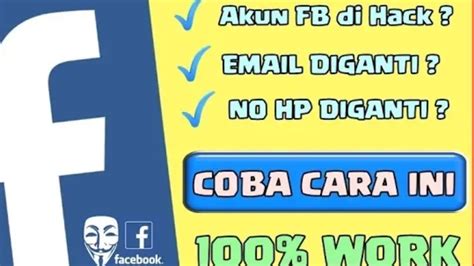 Akun FB di Hack ?
EMAIL DIGANTI ?
NO HP DIGANTI ?
COBA CARA INI
100% WORK
facebook.